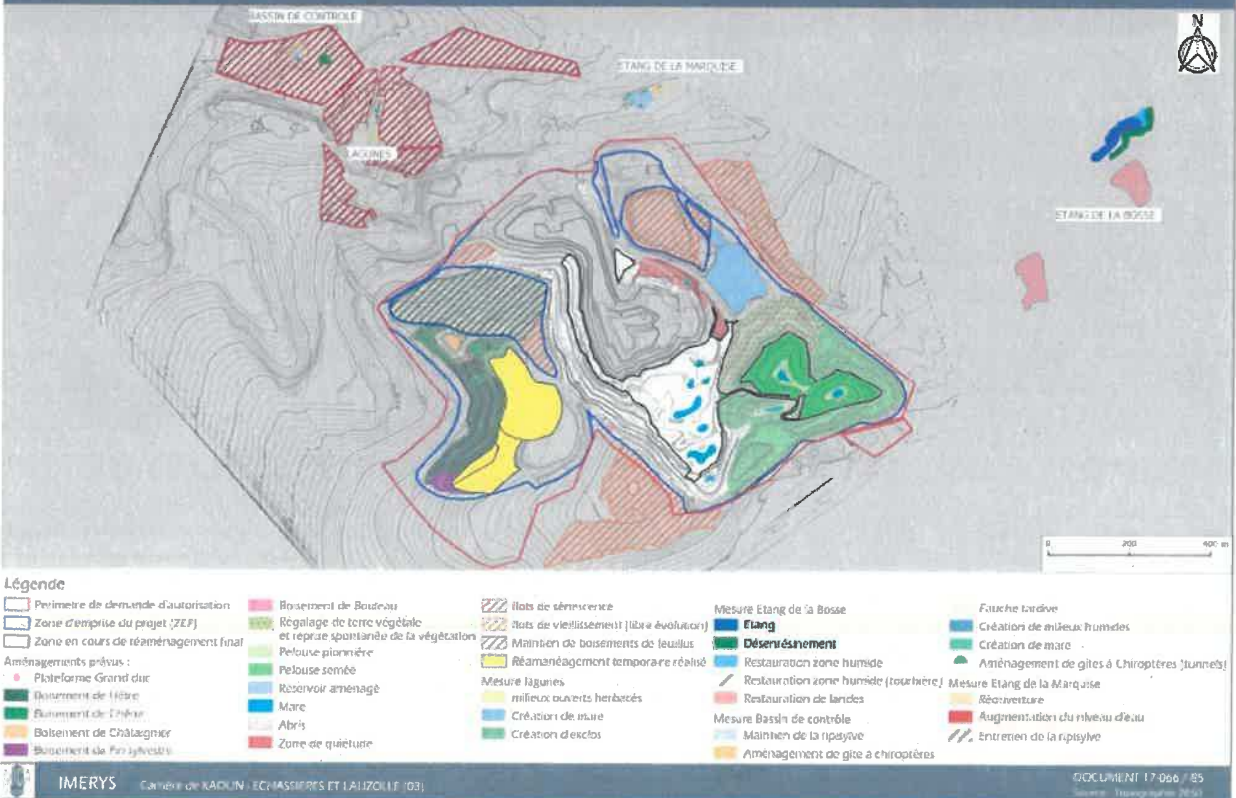 BASSIN DE CONTROLE
N
ETANG DE LA MARQUISE
LAGUNES
ETANG DE LA BOSSE
0 200 400 m
Légende
Périmètre de demande d'autorisation
Zone d'emprise du projet (ZEP)
Zone en cours de réaménagement final
Aménagements prévus :
Plateforme Grand duc
Boisement de Hêtre
Boisement de Chêne
Boisement de Châtaignier
Boisement de Pin sylvestre
Boisement de Bouleau
Régalage de terre végétale
et reprise spontanée de la végétation
Pelouse pionnière
Pelouse semée
Réservoir aménagé
Mare
Abris
Zone de quiétude
Ilots de sénescence
Ilots de vieillissement (libre évolution)
Maintien de boisements de feuillus
Réaménagement temporaire réalisé
Mesure lagunes
milieux ouverts herbacés
Création de mare
Création d'exclos
Mesure Etang de la Bosse
Etang
Désenrésinement
Restauration zone humide
Restauration zone humide (tourbière)
Restauration de landes
Mesure Bassin de contrôle
Maintien de la ripisylve
Aménagement de gîte à chiroptères
Fauche tardive
Création de milieux humides
Création de mare
Aménagement de gîtes à Chiroptères (tunnels)
Mesure Etang de la Marquise
Réouverture
Augmentation du niveau d'eau
Entretien de la ripisylve
IMERYS Carrière de KAOLIN - ECHASSIERES ET LALIZOLLE (03)
DOCUMENT 17-066 / 85
Source : Topographie 2050